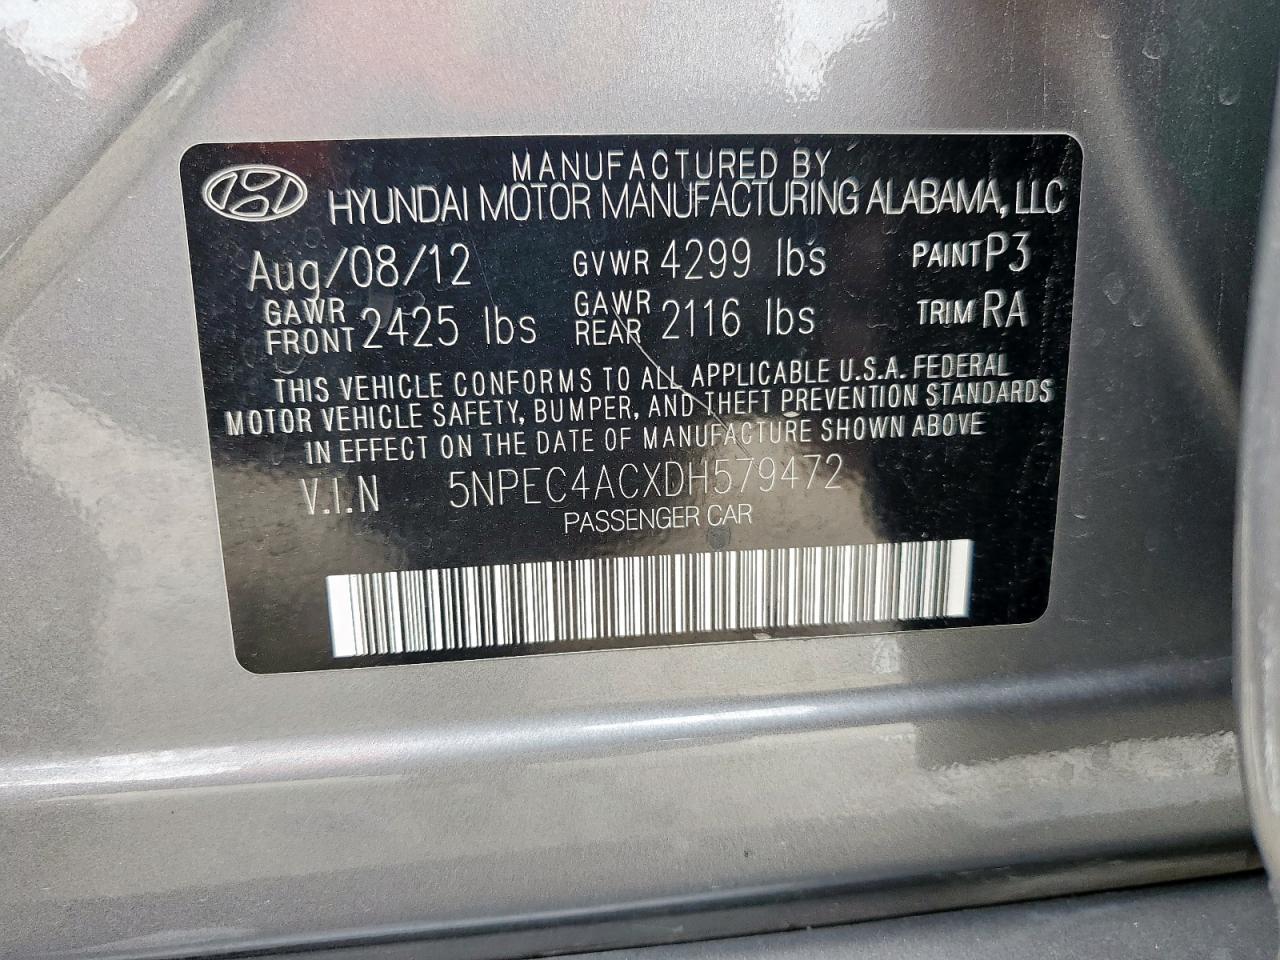 MANUFACTURED BY
HYUNDAI MOTOR MANUFACTURING ALABAMA, LLC
Aug/08/12 GVWR 4299 lbs PAINT P3
GAWR FRONT 2425 lbs GAWR REAR 2116 lbs TRIM RA
THIS VEHICLE CONFORMS TO ALL APPLICABLE U.S.A. FEDERAL
MOTOR VEHICLE SAFETY, BUMPER, AND THEFT PREVENTION STANDARDS
IN EFFECT ON THE DATE OF MANUFACTURE SHOWN ABOVE
V.I.N 5NPEC4ACXDH579472
PASSENGER CAR